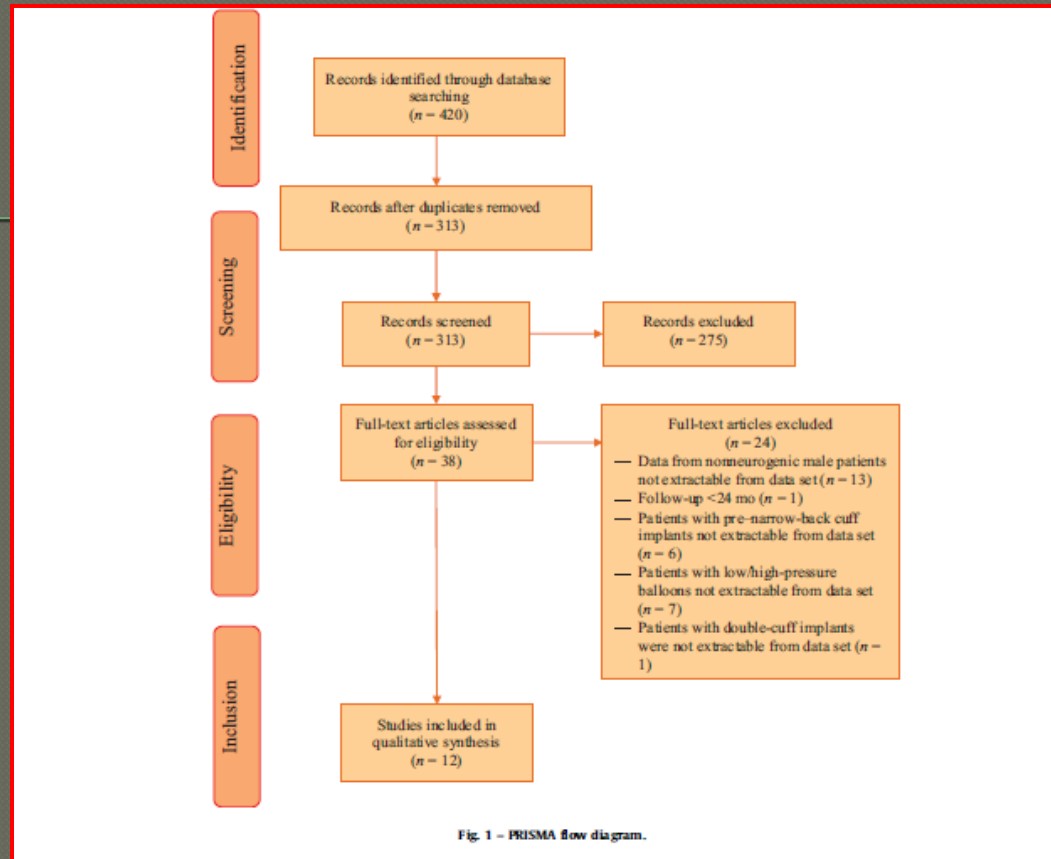 Identification
Records identified through database
searching
(n = 420)
Records after duplicates removed
(n = 313)
Screening
Records screened
(n = 313)
Records excluded
(n = 275)
Eligibility
Full-text articles assessed
for eligibility
(n = 38)
Full-text articles excluded
(n = 24)
— Data from nonneurogenic male patients
not extractable from data set (n = 13)
— Follow-up <24 mo (n = 1)
— Patients with pre-narrow-back cuff
implants not extractable from data set
(n = 6)
— Patients with low/high-pressure
balloons not extractable from data set
(n = 7)
— Patients with double-cuff implants
were not extractable from data set (n =
1)
Inclusion
Studies included in
qualitative synthesis
(n = 12)
Fig. 1 – PRISMA flow diagram.